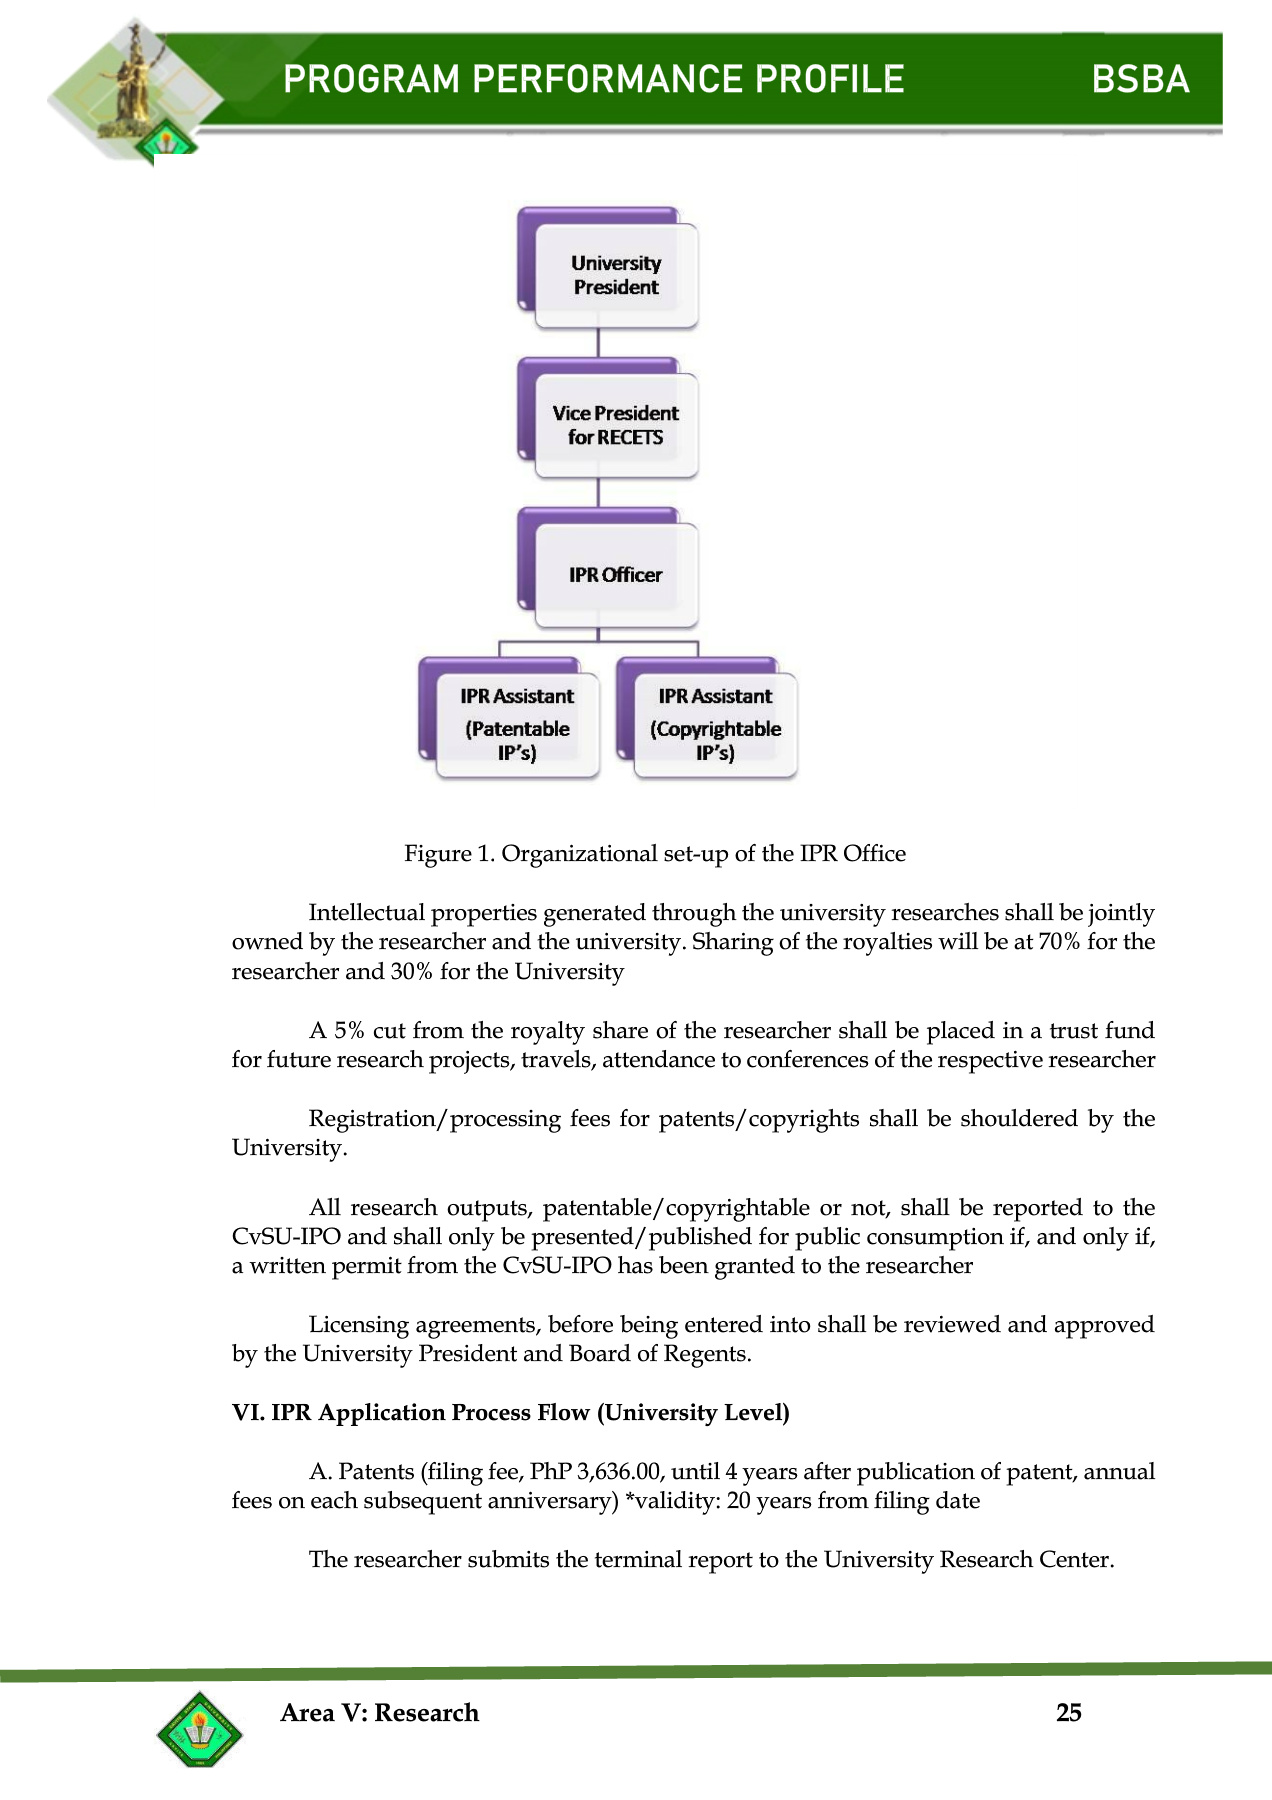 PROGRAM PERFORMANCE PROFILE BSBA
University
President
Vice President
for RECETS
IPR Officer
IPR Assistant
(Patentable
IP's)
IPR Assistant
(Copyrightable
IP's)
Figure 1. Organizational set-up of the IPR Office
Intellectual properties generated through the university researches shall be jointly
owned by the researcher and the university. Sharing of the royalties will be at 70% for the
researcher and 30% for the University
A 5% cut from the royalty share of the researcher shall be placed in a trust fund
for future research projects, travels, attendance to conferences of the respective researcher
Registration/processing fees for patents/copyrights shall be shouldered by the
University.
All research outputs, patentable/copyrightable or not, shall be reported to the
CvSU-IPO and shall only be presented/published for public consumption if, and only if,
a written permit from the CvSU-IPO has been granted to the researcher
Licensing agreements, before being entered into shall be reviewed and approved
by the University President and Board of Regents.
VI. IPR Application Process Flow (University Level)
A. Patents (filing fee, PhP 3,636.00, until 4 years after publication of patent, annual
fees on each subsequent anniversary) *validity: 20 years from filing date
The researcher submits the terminal report to the University Research Center.
Area V: Research 25